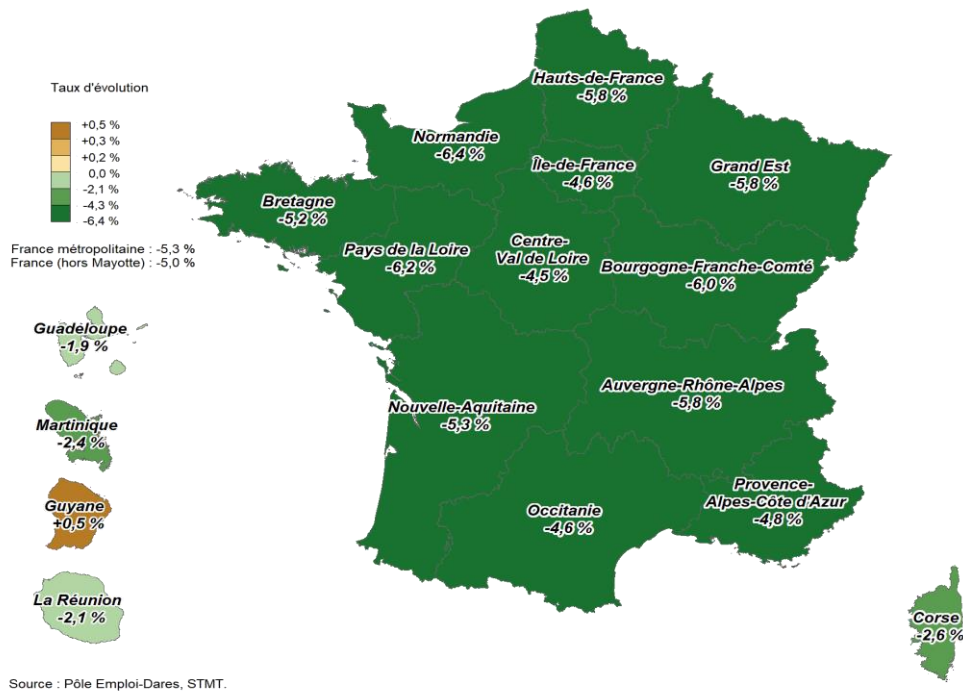 Taux d'évolution
+0,5 %
+0,3 %
+0,2 %
0,0 %
-2,1 %
-4,3 %
-6,4 %
France métropolitaine : -5,3 %
France (hors Mayotte) : -5,0 %
Hauts-de-France
-5,8 %
Normandie
-6,4 %
Île-de-France
-4,6 %
Grand Est
-5,8 %
Bretagne
-5,2 %
Pays de la Loire
-6,2 %
Centre-
Val de Loire
-4,5 %
Bourgogne-Franche-Comté
-6,0 %
Guadeloupe
-1,9 %
Martinique
-2,4 %
Guyane
+0,5 %
La Réunion
-2,1 %
Nouvelle-Aquitaine
-5,3 %
Auvergne-Rhône-Alpes
-5,8 %
Occitanie
-4,6 %
Provence-
Alpes-Côte d'Azur
-4,8 %
Corse
-2,6 %
Source : Pôle Emploi-Dares, STMT.